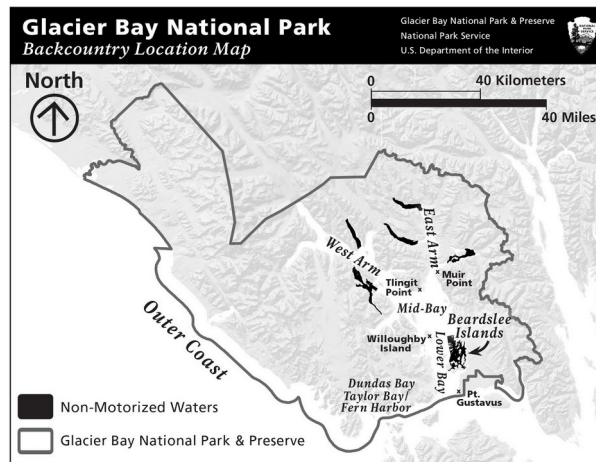 Glacier Bay National Park
Backcountry Location Map
Glacier Bay National Park & Preserve
National Park Service
U.S. Department of the Interior
North
0 40 Kilometers
0 40 Miles
East Arm
West Arm
Muir
Point
Tlingit
Point
Mid-Bay
Beardslee
Islands
Willoughby
Island
Lower Bay
Outer Coast
Dundas Bay
Taylor Bay/
Fern Harbor
Pt.
Gustavus
Non-Motorized Waters
Glacier Bay National Park & Preserve